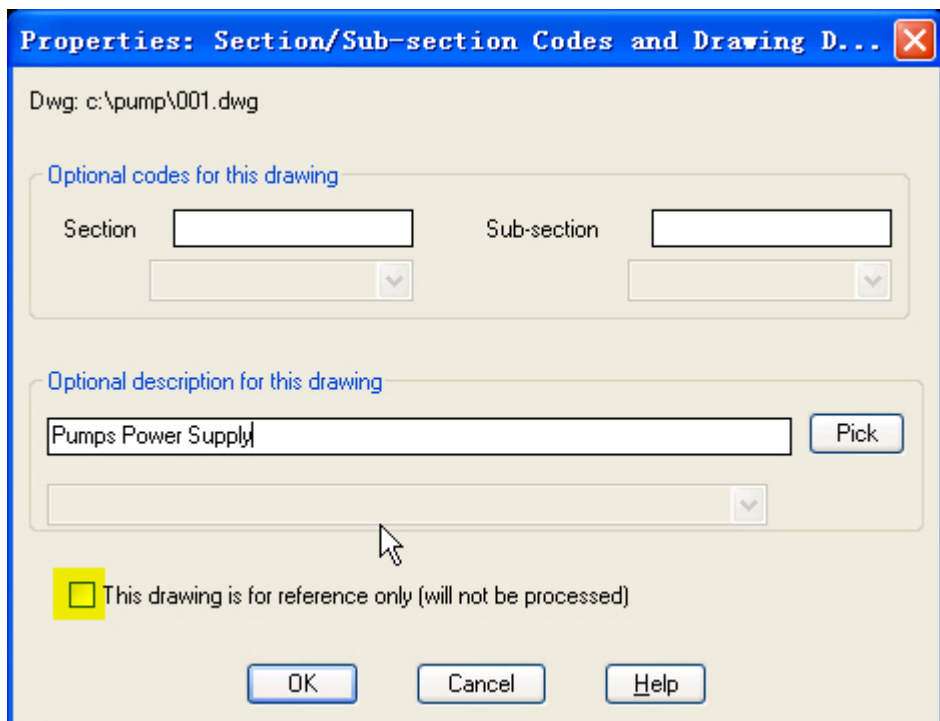 Properties: Section/Sub-section Codes and Drawing D...
Dwg: c:\pump\001.dwg
Optional codes for this drawing
Section Sub-section
Optional description for this drawing
Pumps Power Supply
Pick
This drawing is for reference only (will not be processed)
OK Cancel Help